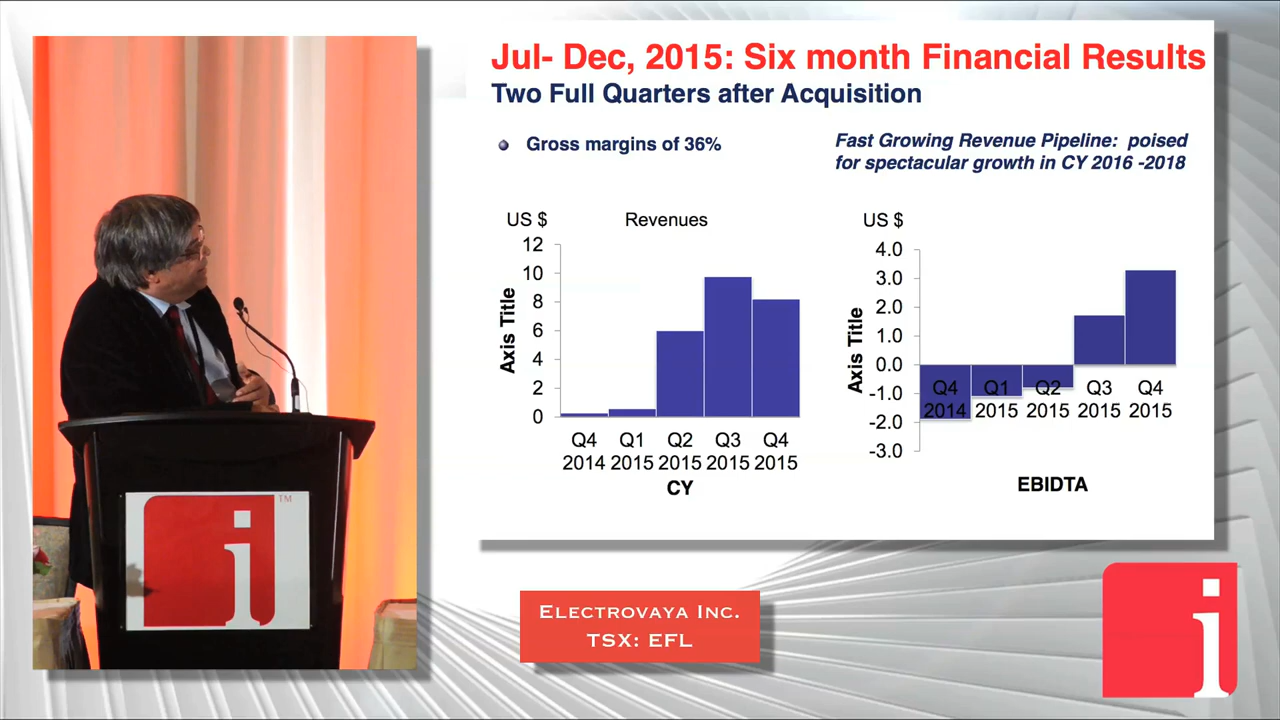 Jul- Dec, 2015: Six month Financial Results
Two Full Quarters after Acquisition
Gross margins of 36%
Fast Growing Revenue Pipeline: poised
for spectacular growth in CY 2016 -2018
US $
Revenues
12
10
8
6
4
2
0
Axis Title
Q4 Q1 Q2 Q3 Q4
2014 2015 2015 2015 2015
CY
US $
4.0
3.0
2.0
1.0
0.0
-1.0
-2.0
-3.0
Axis Title
Q4 Q1 Q2 Q3 Q4
2014 2015 2015 2015 2015
EBIDTA
i
TM
Electrovaya Inc.
TSX: EFL
i